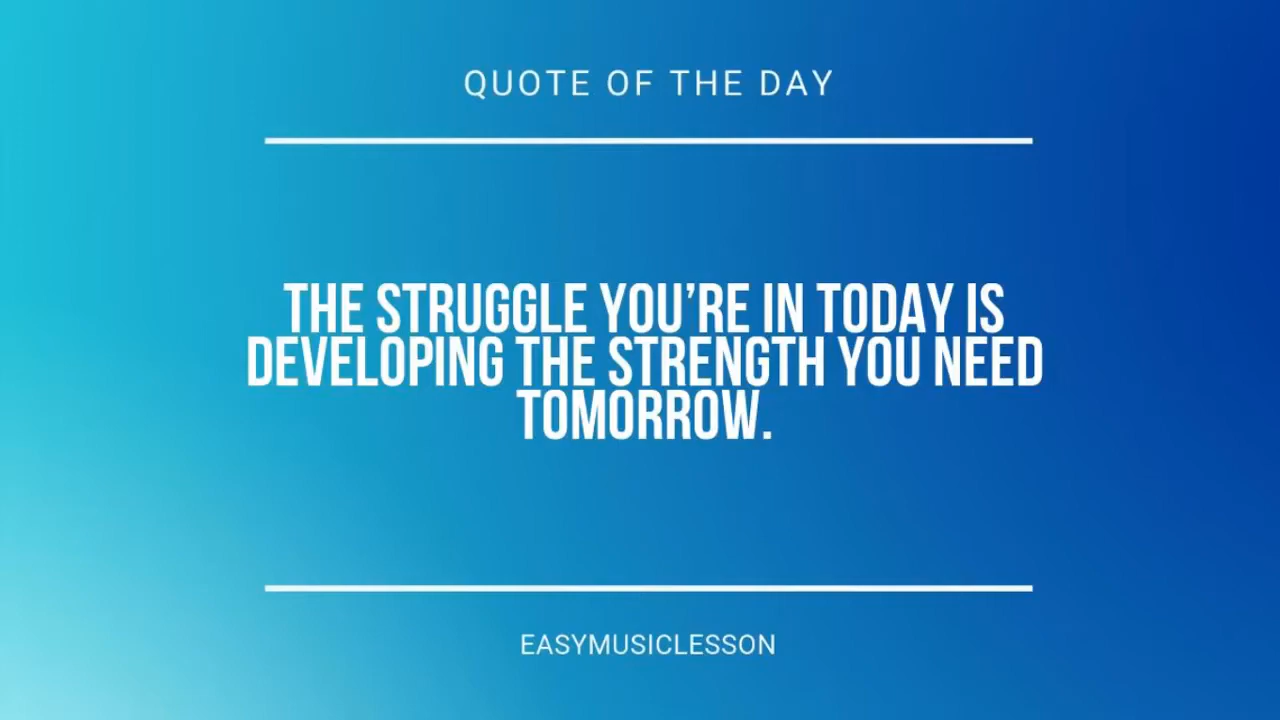 QUOTE OF THE DAY
THE STRUGGLE YOU’RE IN TODAY IS
DEVELOPING THE STRENGTH YOU NEED
TOMORROW.
EASYMUSICLESSON